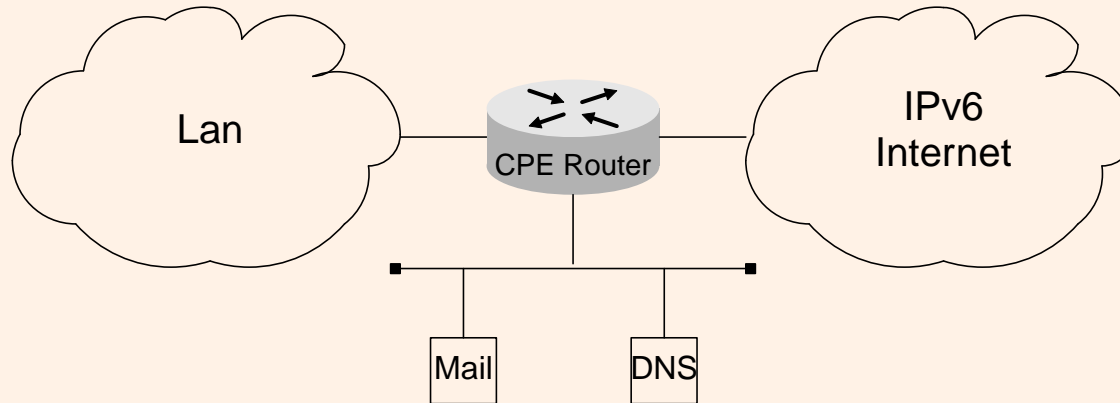 Lan
CPE Router
IPv6
Internet
Mail
DNS